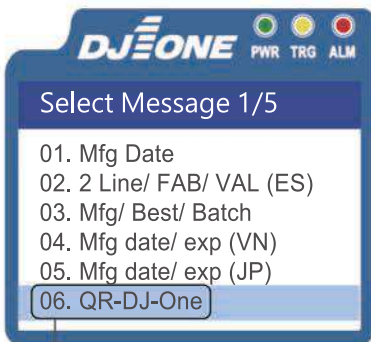 DJEONE
PWR TRG ALM
Select Message 1/5
01. Mfg Date
02. 2 Line/ FAB/ VAL (ES)
03. Mfg/ Best/ Batch
04. Mfg date/ exp (VN)
05. Mfg date/ exp (JP)
06. QR-DJ-One